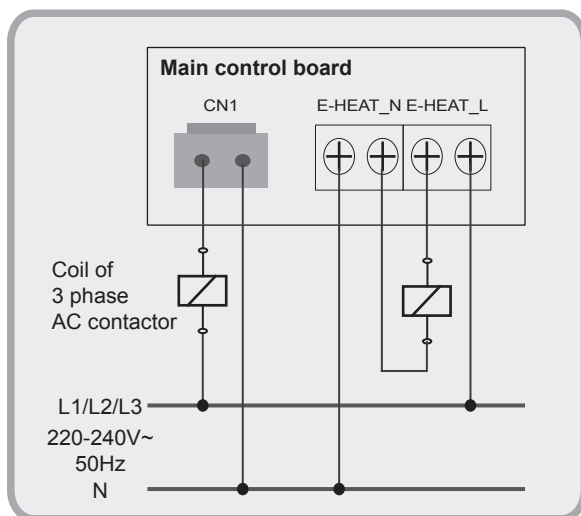 Main control board
CN1
E-HEAT_N E-HEAT_L
Coil of
3 phase
AC contactor
L1/L2/L3
220-240V~
50Hz
N